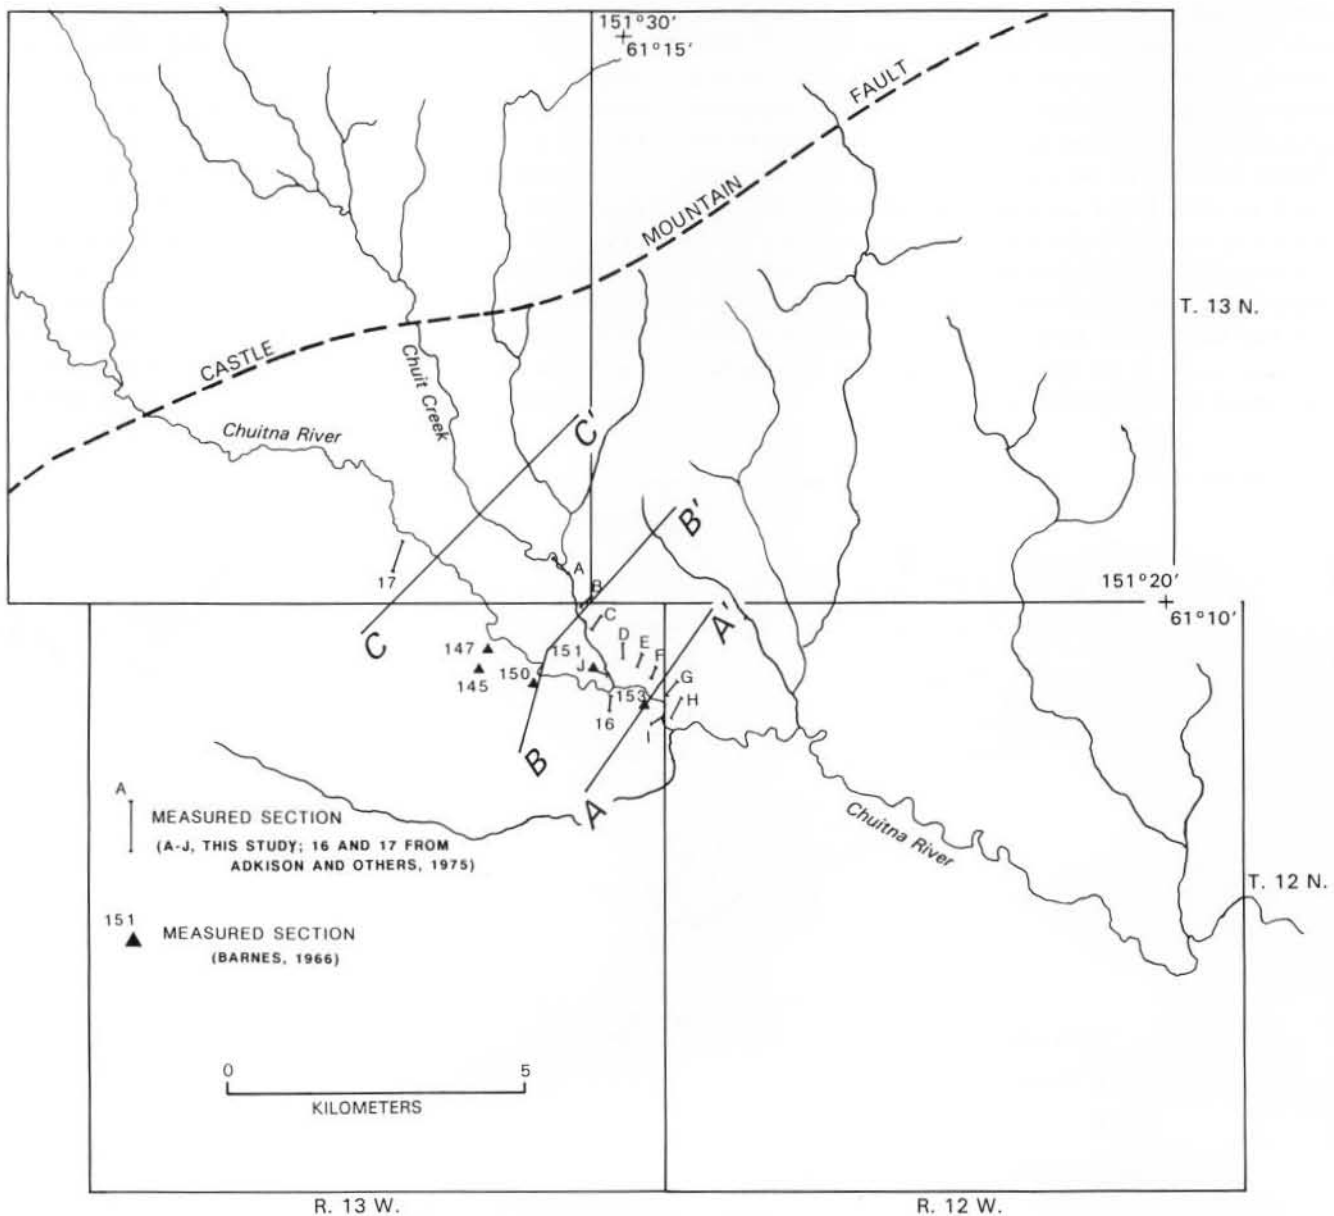 151°30'
61°15'
FAULT
MOUNTAIN
T. 13 N.
CASTLE
Chuit Creek
Chuitna River
C'
B'
17
A
151°20'
B
61°10'
C
A'
D
E
C
147
151
F
J
145
150
G
153
H
16
I
B
A
A
MEASURED SECTION
(A-J, THIS STUDY; 16 AND 17 FROM
ADKISON AND OTHERS, 1975)
Chuitna River
T. 12 N.
151
MEASURED SECTION
(BARNES, 1966)
0 5
KILOMETERS
R. 13 W. R. 12 W.